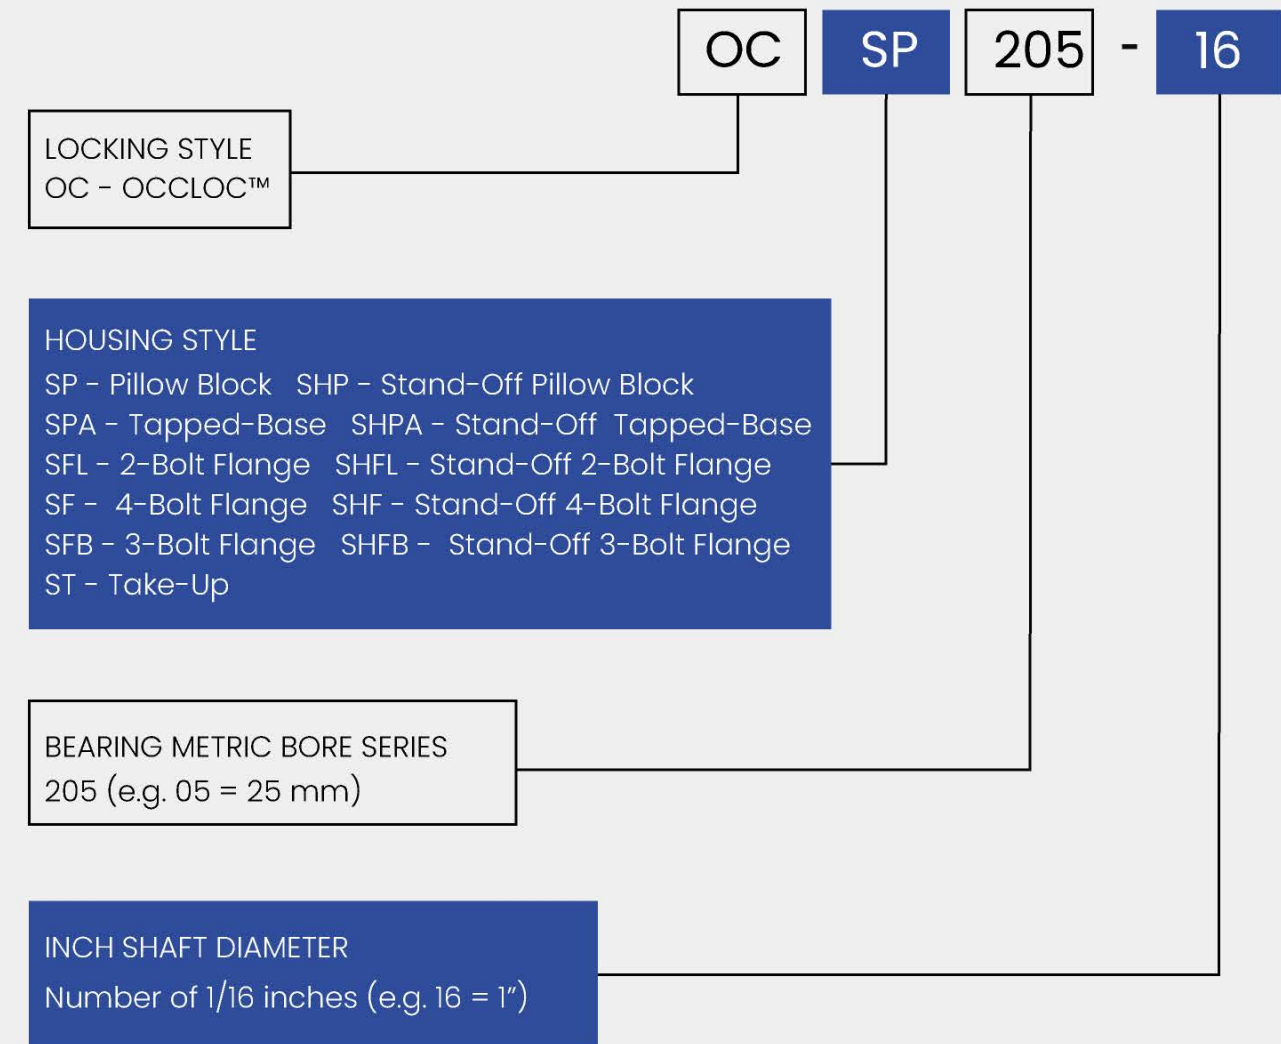 OC SP 205 - 16
LOCKING STYLE
OC - OCCLOC™
HOUSING STYLE
SP - Pillow Block SHP - Stand-Off Pillow Block
SPA - Tapped-Base SHPA - Stand-Off Tapped-Base
SFL - 2-Bolt Flange SHFL - Stand-Off 2-Bolt Flange
SF - 4-Bolt Flange SHF - Stand-Off 4-Bolt Flange
SFB - 3-Bolt Flange SHFB - Stand-Off 3-Bolt Flange
ST - Take-Up
BEARING METRIC BORE SERIES
205 (e.g. 05 = 25 mm)
INCH SHAFT DIAMETER
Number of 1/16 inches (e.g. 16 = 1”)